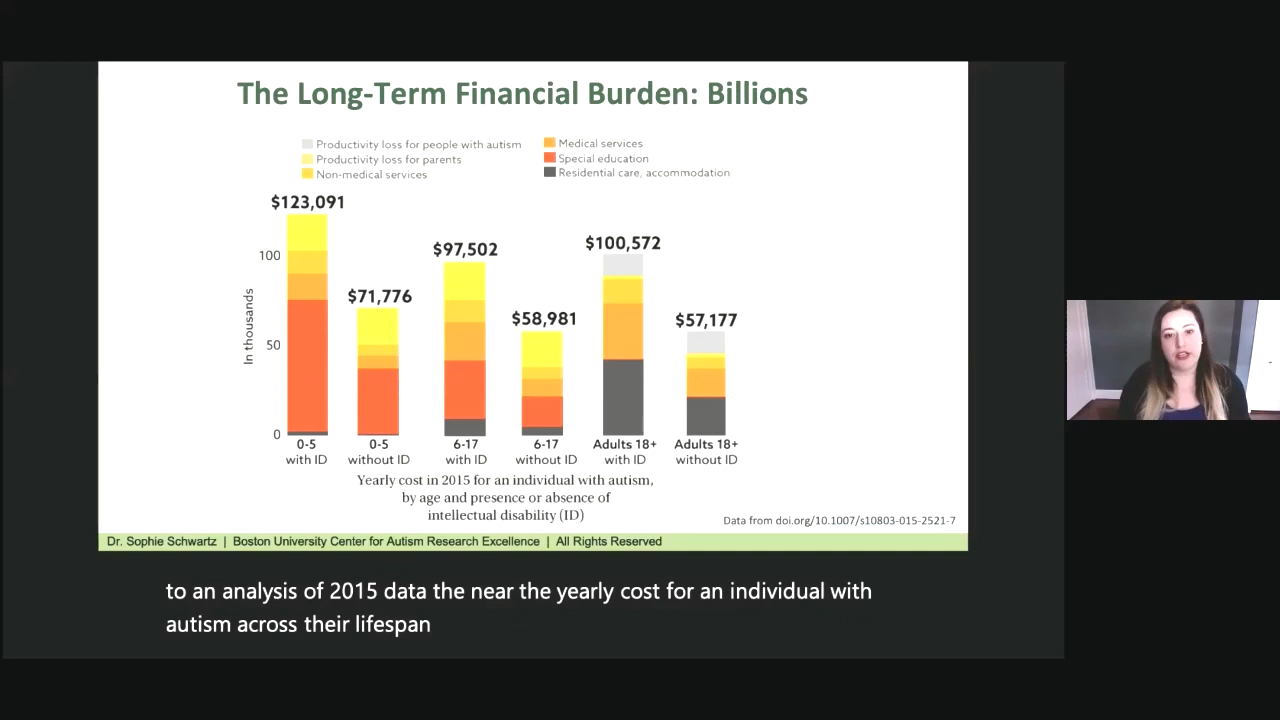 The Long-Term Financial Burden: Billions
Productivity loss for people with autism
Productivity loss for parents
Non-medical services
Medical services
Special education
Residential care, accommodation
$123,091
$71,776
$97,502
$58,981
$100,572
$57,177
In thousands
100
50
0
0-5
with ID
0-5
without ID
6-17
with ID
6-17
without ID
Adults 18+
with ID
Adults 18+
without ID
Yearly cost in 2015 for an individual with autism,
by age and presence or absence of
intellectual disability (ID)
Data from doi.org/10.1007/s10803-015-2521-7
Dr. Sophie Schwartz | Boston University Center for Autism Research Excellence | All Rights Reserved
to an analysis of 2015 data the near the yearly cost for an individual with
autism across their lifespan